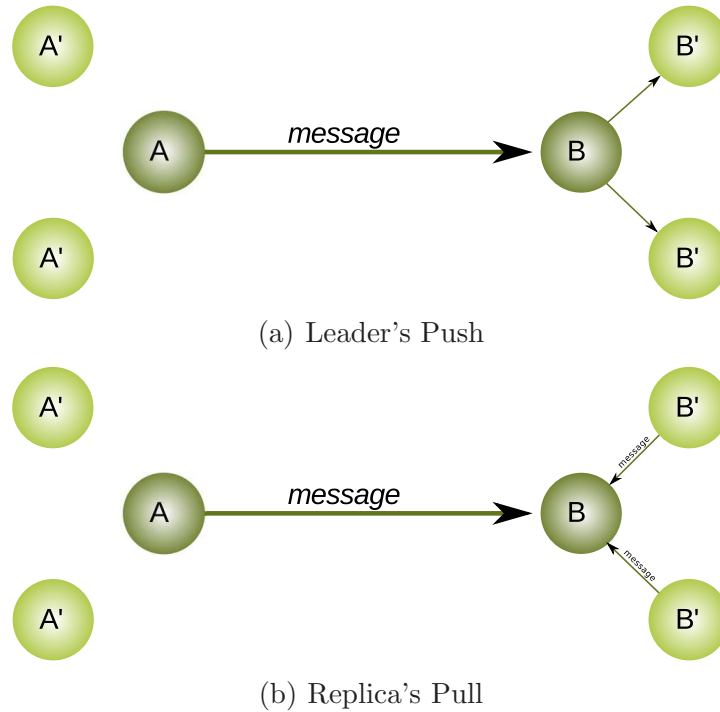 A'
B'
message
A
B
A'
B'
(a) Leader's Push
A'
B'
message
message
A
B
message
A'
B'
(b) Replica's Pull